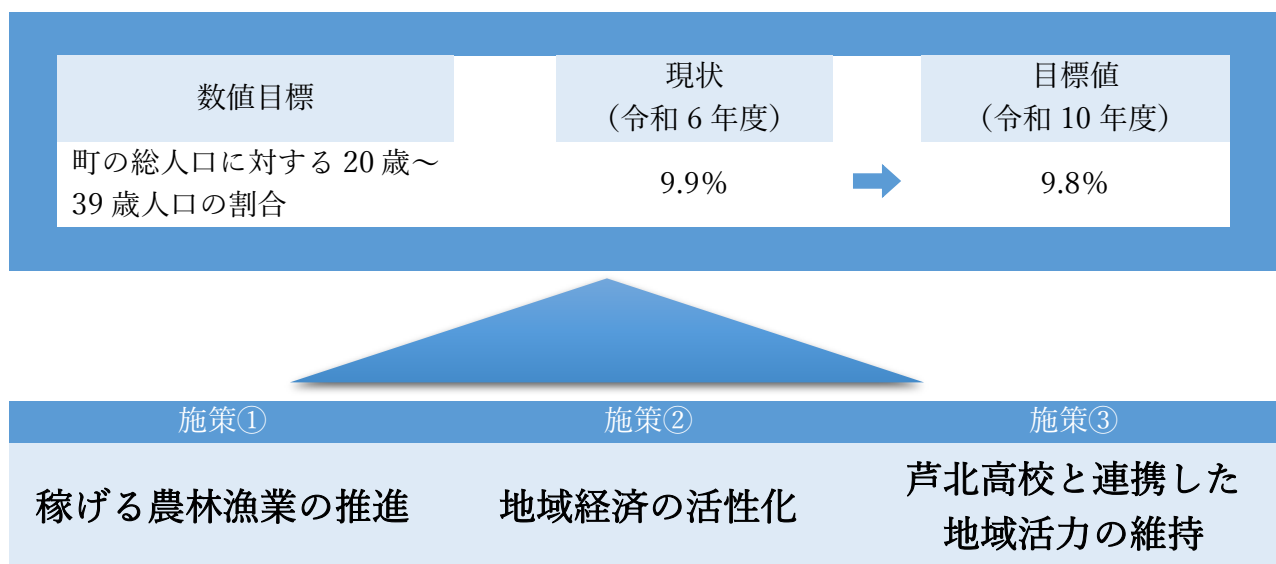 数値目標
現状
（令和 6 年度）
目標値
（令和 10 年度）
町の総人口に対する 20 歳～
39 歳人口の割合
9.9%
9.8%
施策①
施策②
施策③
稼げる農林漁業の推進
地域経済の活性化
芦北高校と連携した
地域活力の維持